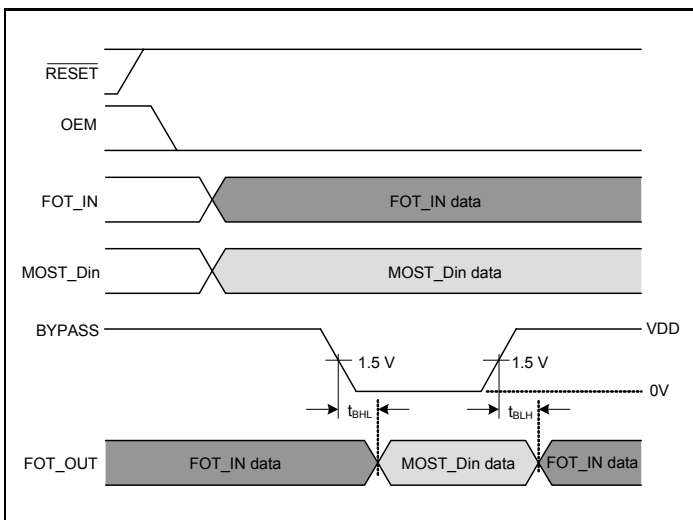 RESET
OEM
FOT_IN
FOT_IN data
MOST_Din
MOST_Din data
BYPASS
VDD
1.5 V
1.5 V
0V
tBHL
tBLH
FOT_OUT
FOT_IN data
MOST_Din data
FOT_IN data